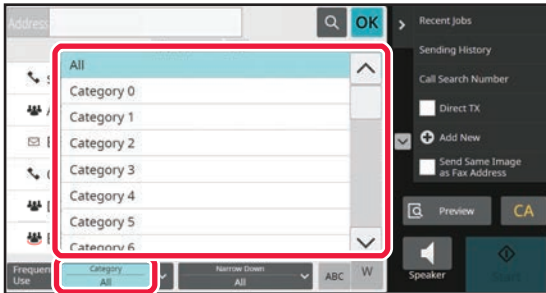 Address
OK
All
Category 0
Category 1
Category 2
Category 3
Category 4
Category 5
Category 6
Frequent
Use
Category
All
Narrow Down
All
ABC
W
Recent Jobs
Sending History
Call Search Number
Direct TX
Add New
Send Same Image
as Fax Address
Preview
CA
Speaker
Start